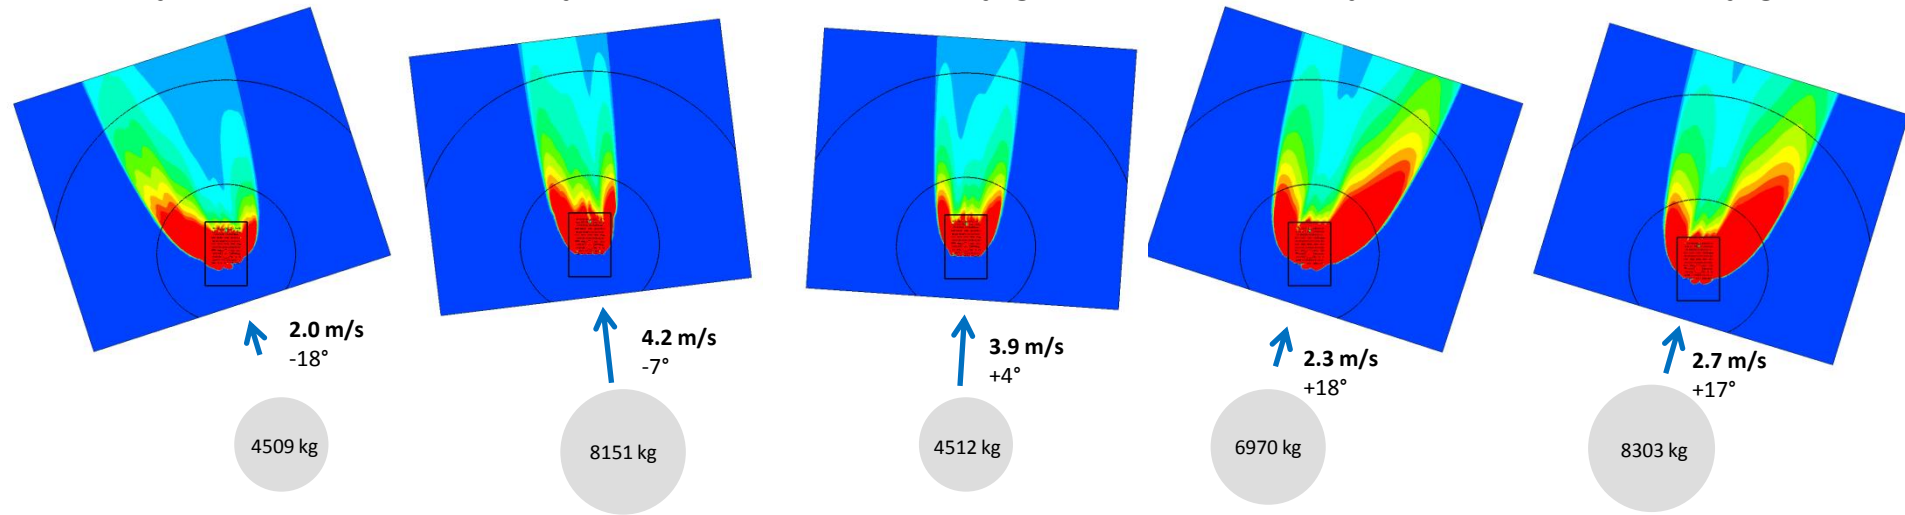 2.0 m/s
-18°
4509 kg
4.2 m/s
-7°
8151 kg
3.9 m/s
+4°
4512 kg
2.3 m/s
+18°
6970 kg
2.7 m/s
+17°
8303 kg